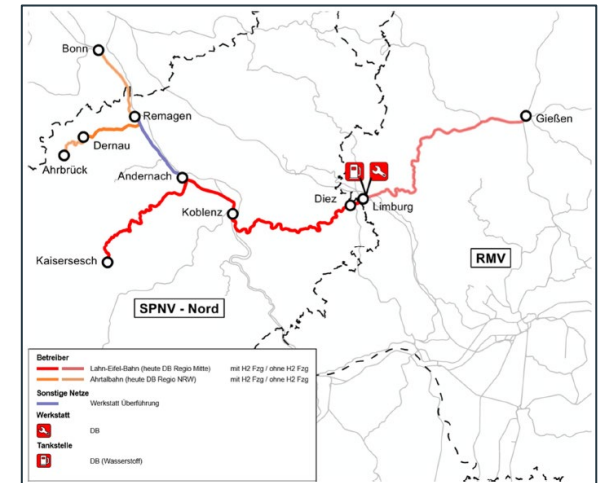 Bonn
Remagen
Dernau
Ahrbrück
Andernach
Koblenz
Kaisersesch
Diez
Limburg
Gießen
RMV
SPNV - Nord
Betreiber
Lahn-Eifel-Bahn (heute DB Regio Mitte) mit H2 Fzg / ohne H2 Fzg
Ahrtalbahn (heute DB Regio NRW) mit H2 Fzg / ohne H2 Fzg
Sonstige Netze
Werkstatt Überführung
Werkstatt
DB
Tankstelle
DB (Wasserstoff)